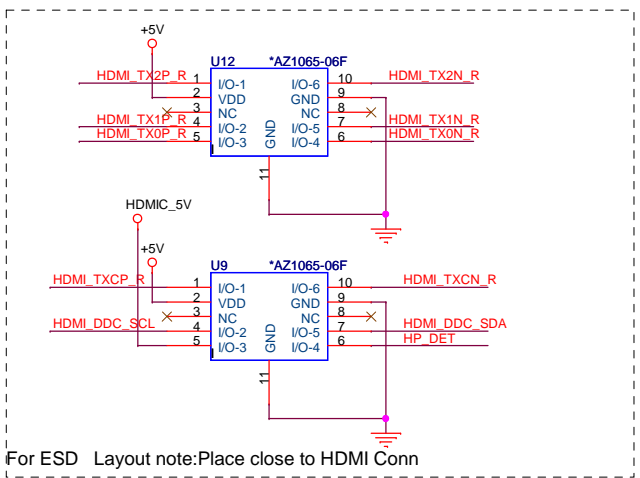 +5V
U12 *AZ1065-06F
HDMI_TX2P_R 1 I/O-1 I/O-6 10 HDMI_TX2N_R
2 VDD GND 9
3 NC NC 8
HDMI_TX1P_R 4 I/O-2 I/O-5 7 HDMI_TX1N_R
HDMI_TX0P_R 5 I/O-3 I/O-4 6 HDMI_TX0N_R
GND
11
HDMIC_5V
+5V
U9 *AZ1065-06F
HDMI_TXCP_R 1 I/O-1 I/O-6 10 HDMI_TXCN_R
2 VDD GND 9
3 NC NC 8
HDMI_DDC_SCL 4 I/O-2 I/O-5 7 HDMI_DDC_SDA
5 I/O-3 I/O-4 6 HP_DET
GND
11
For ESD Layout note:Place close to HDMI Conn